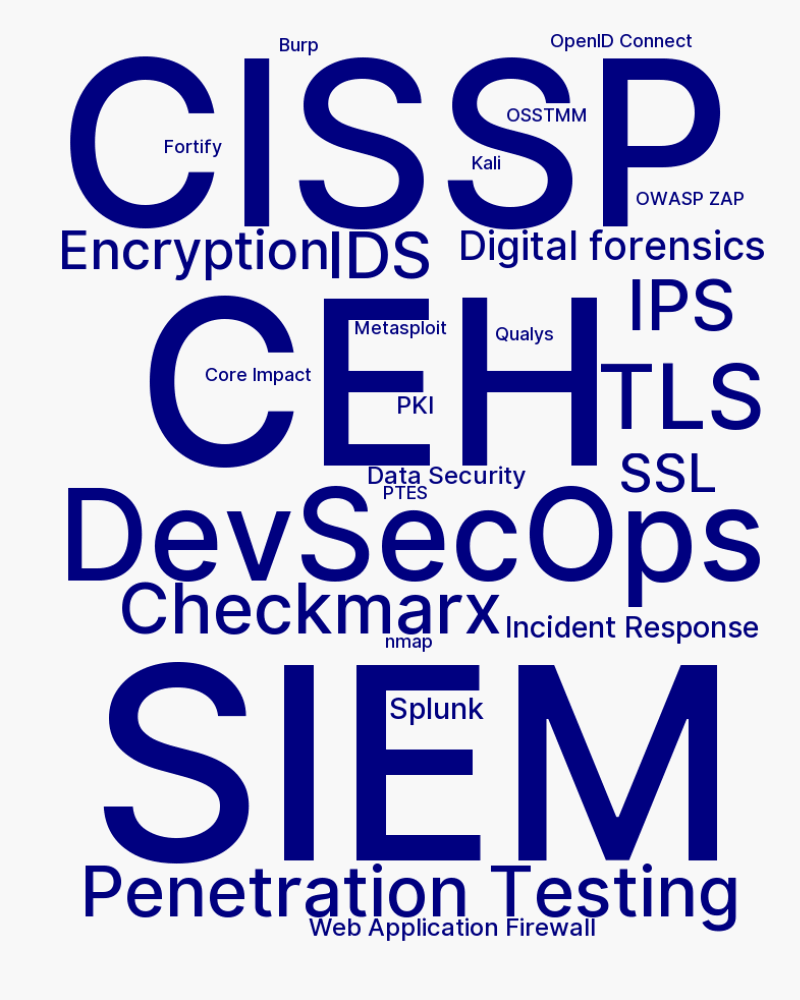 Burp
OpenID Connect
CISSP
OSSTMM
Fortify
Kali
OWASP ZAP
Encryption
IDS
Digital forensics
IPS
CEH
Metasploit
Qualys
Core Impact
TLS
PKI
Data Security
SSL
PTES
DevSecOps
Checkmarx
Incident Response
nmap
SIEM
Splunk
Penetration Testing
Web Application Firewall